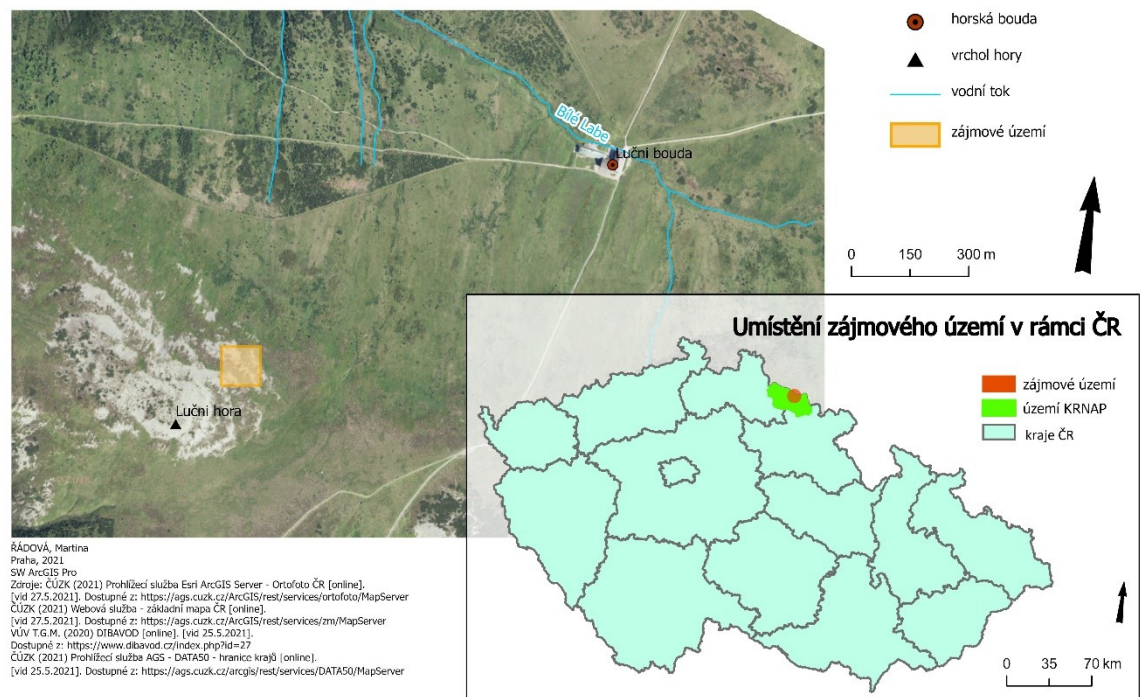 horská bouda
vrchol hory
vodní tok
zájmové území
Bílé Labe
Luční bouda
0 150 300 m
Luční hora
Umístění zájmového území v rámci ČR
zájmové území
území KRNAP
kraje ČR
0 35 70 km
ŘÁDOVÁ, Martina
Praha, 2021
SW ArcGIS Pro
Zdroje: ČÚZK (2021) Prohlížecí služba Esri ArcGIS Server - Ortofoto ČR [online].
[vid 27.5.2021]. Dostupné z: https://ags.cuzk.cz/ArcGIS/rest/services/ortofoto/MapServer
ČÚZK (2021) Webová služba - základní mapa ČR [online].
[vid 27.5.2021]. Dostupné z: https://ags.cuzk.cz/ArcGIS/rest/services/zm/MapServer
VÚV T.G.M. (2020) DIBAVOD [online]. [vid 25.5.2021].
Dostupné z: https://www.dibavod.cz/index.php?id=27
ČÚZK (2021) Prohlížecí služba AGS - DATA50 - hranice krajů [online].
[vid 25.5.2021]. Dostupné z: https://ags.cuzk.cz/arcgis/rest/services/DATA50/MapServer